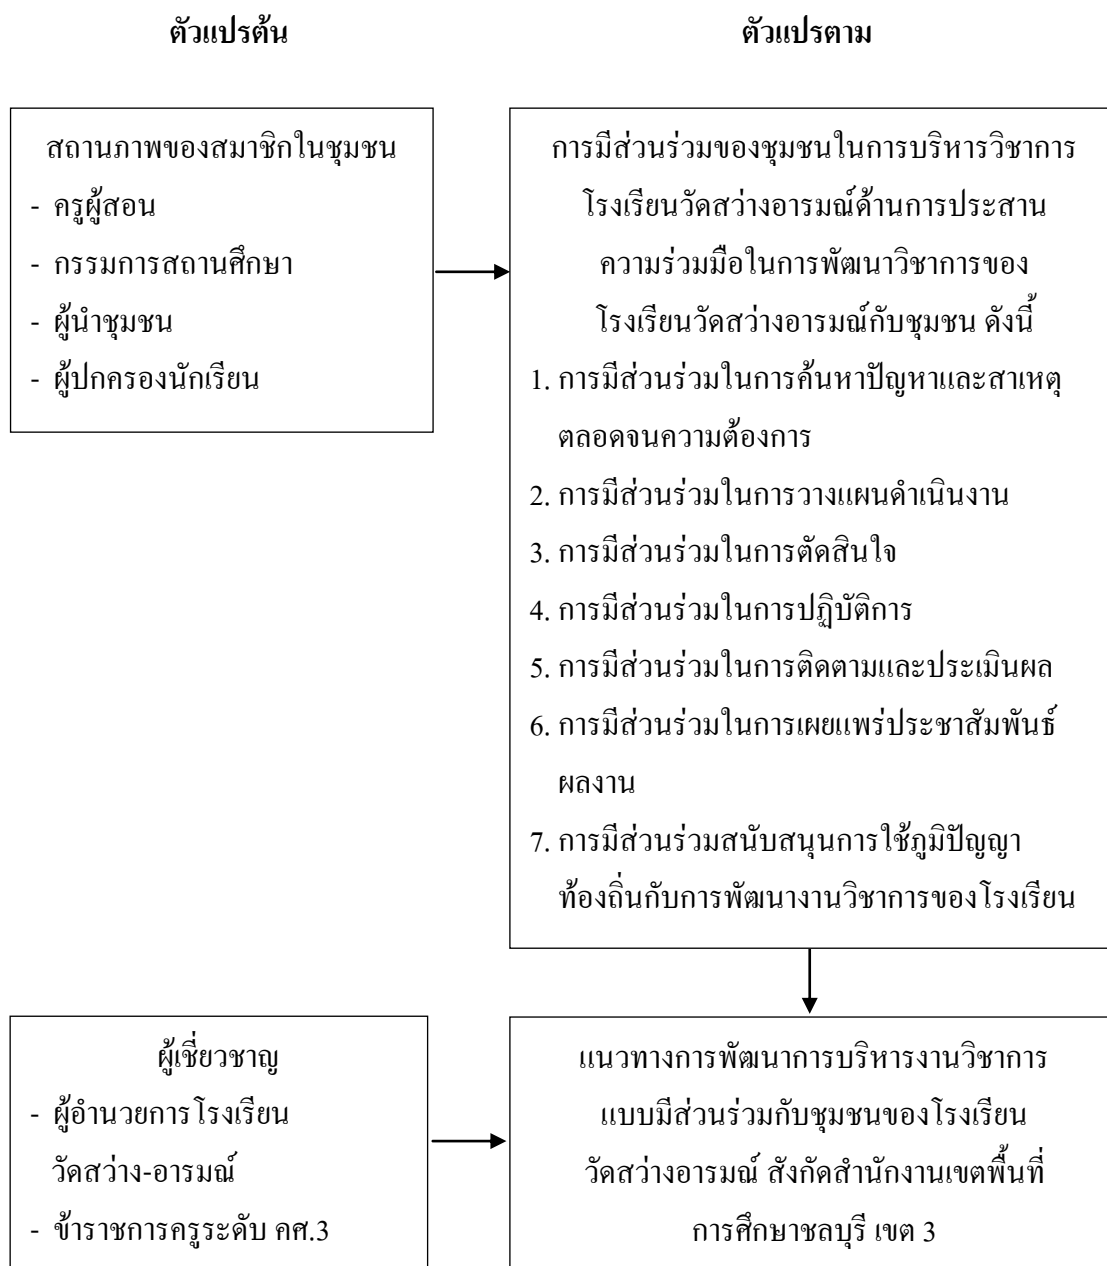 ตัวแปรต้น
ตัวแปรตาม
สถานภาพของสมาชิกในชุมชน
- ครูผู้สอน
- กรรมการสถานศึกษา
- ผู้นำชุมชน
- ผู้ปกครองนักเรียน
การมีส่วนร่วมของชุมชนในการบริหารวิชาการ
โรงเรียนวัดสว่างอารมณ์ด้านการประสาน
ความร่วมมือในการพัฒนาวิชาการของ
โรงเรียนวัดสว่างอารมณ์กับชุมชน ดังนี้
1. การมีส่วนร่วมในการค้นหาปัญหาและสาเหตุ
ตลอดจนความต้องการ
2. การมีส่วนร่วมในการวางแผนดำเนินงาน
3. การมีส่วนร่วมในการตัดสินใจ
4. การมีส่วนร่วมในการปฏิบัติการ
5. การมีส่วนร่วมในการติดตามและประเมินผล
6. การมีส่วนร่วมในการเผยแพร่ประชาสัมพันธ์
ผลงาน
7. การมีส่วนร่วมสนับสนุนการใช้ภูมิปัญญา
ท้องถิ่นกับการพัฒนางานวิชาการของโรงเรียน
ผู้เชี่ยวชาญ
- ผู้อำนวยการโรงเรียน
วัดสว่าง-อารมณ์
- ข้าราชการครูระดับ คศ.3
แนวทางการพัฒนาการบริหารงานวิชาการ
แบบมีส่วนร่วมกับชุมชนของโรงเรียน
วัดสว่างอารมณ์ สังกัดสำนักงานเขตพื้นที่
การศึกษาชลบุรี เขต 3